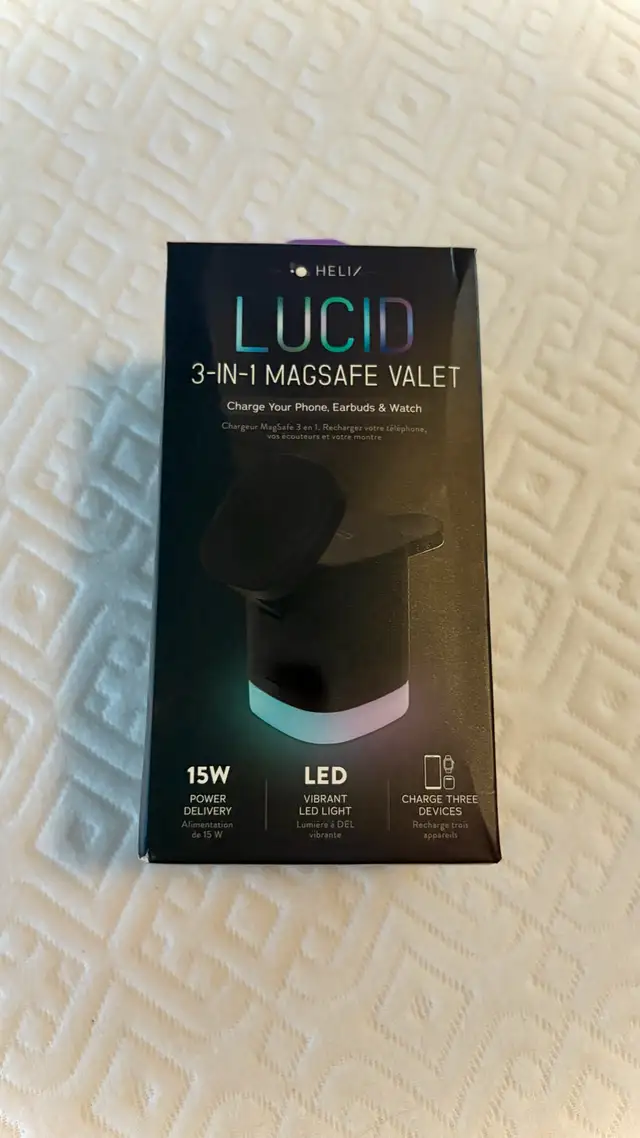 HELIX
LUCID
3-IN-1 MAGSAFE VALET
Charge Your Phone, Earbuds & Watch
Chargeur MagSafe 3 en 1. Rechargez votre téléphone,
vos écouteurs et votre montre
15W
POWER
DELIVERY
Alimentation
de 15 W
LED
VIBRANT
LED LIGHT
Lumière à DEL
vibrante
CHARGE THREE
DEVICES
Recharge trois
appareils